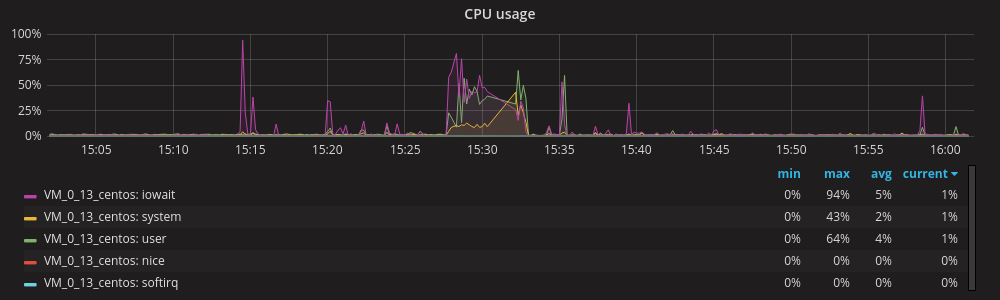 CPU usage
100%
75%
50%
25%
0%
15:05 15:10 15:15 15:20 15:25 15:30 15:35 15:40 15:45 15:50 15:55 16:00
min max avg current
VM_0_13_centos: iowait 0% 94% 5% 1%
VM_0_13_centos: system 0% 43% 2% 1%
VM_0_13_centos: user 0% 64% 4% 1%
VM_0_13_centos: nice 0% 0% 0% 0%
VM_0_13_centos: softirq 0% 0% 0% 0%